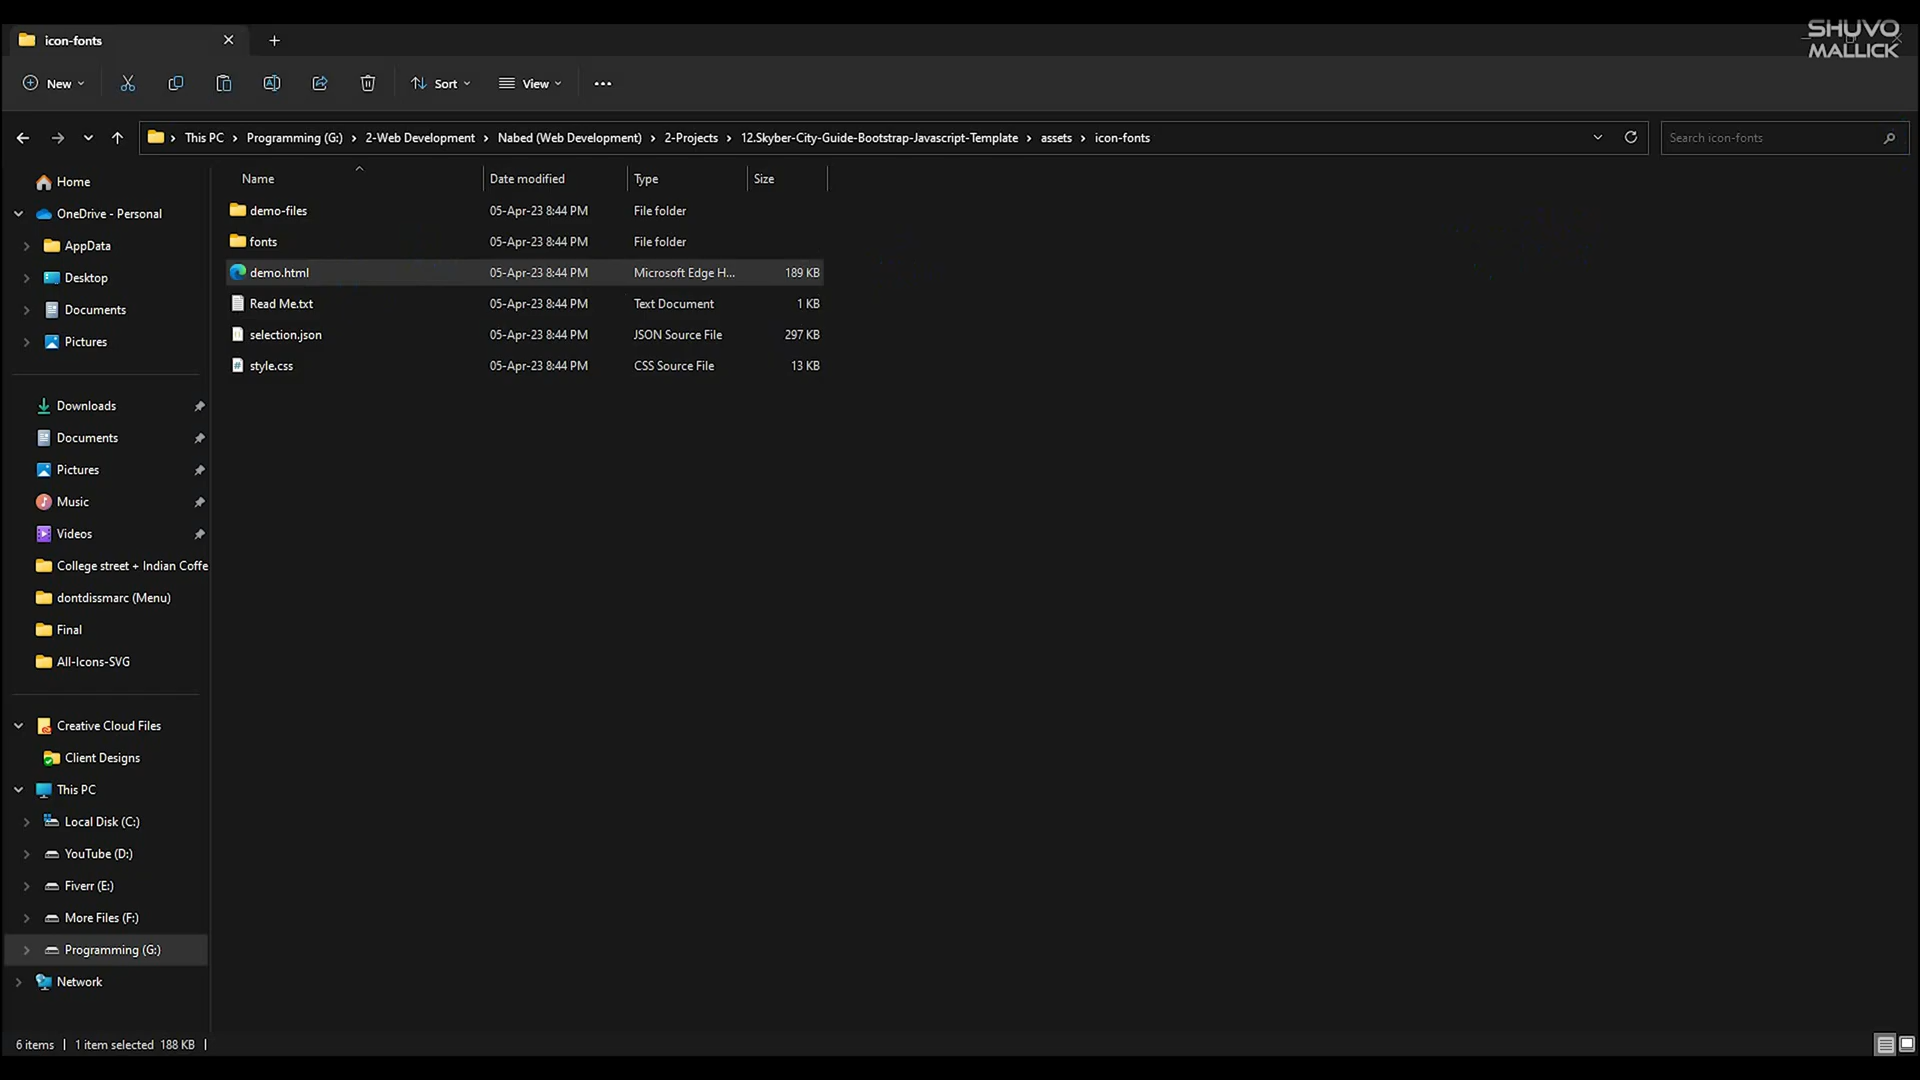 icon-fonts
SHUVO
MALLICK
New
Sort
View
This PC > Programming (G:) > 2-Web Development > Nabed (Web Development) > 2-Projects > 12.Skyber-City-Guide-Bootstrap-Javascript-Template > assets > icon-fonts
Search icon-fonts
Name Date modified Type Size
demo-files 05-Apr-23 8:44 PM File folder
fonts 05-Apr-23 8:44 PM File folder
demo.html 05-Apr-23 8:44 PM Microsoft Edge H... 189 KB
Read Me.txt 05-Apr-23 8:44 PM Text Document 1 KB
selection.json 05-Apr-23 8:44 PM JSON Source File 297 KB
style.css 05-Apr-23 8:44 PM CSS Source File 13 KB
Home
OneDrive - Personal
AppData
Desktop
Documents
Pictures
Downloads
Documents
Pictures
Music
Videos
College street + Indian Coffe
dontdissmarc (Menu)
Final
All-Icons-SVG
Creative Cloud Files
Client Designs
This PC
Local Disk (C:)
YouTube (D:)
Fiverr (E:)
More Files (F:)
Programming (G:)
Network
6 items | 1 item selected 188 KB |